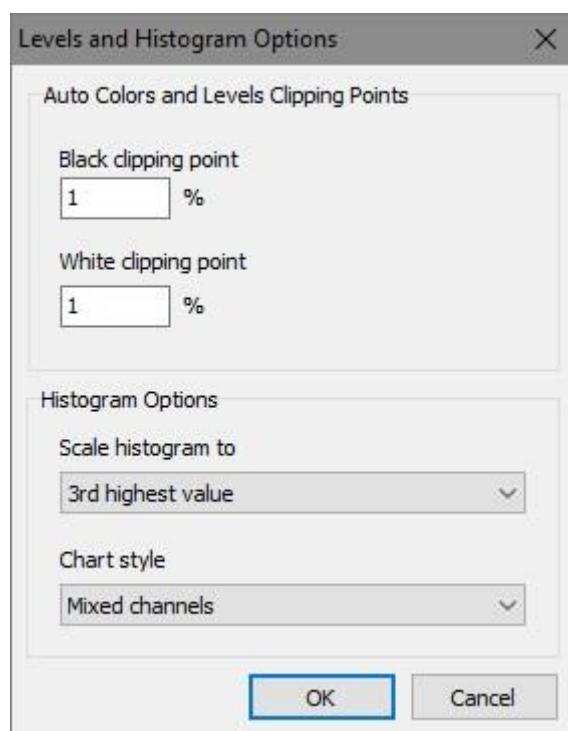 Levels and Histogram Options
Auto Colors and Levels Clipping Points
Black clipping point
1 %
White clipping point
1 %
Histogram Options
Scale histogram to
3rd highest value
Chart style
Mixed channels
OK Cancel